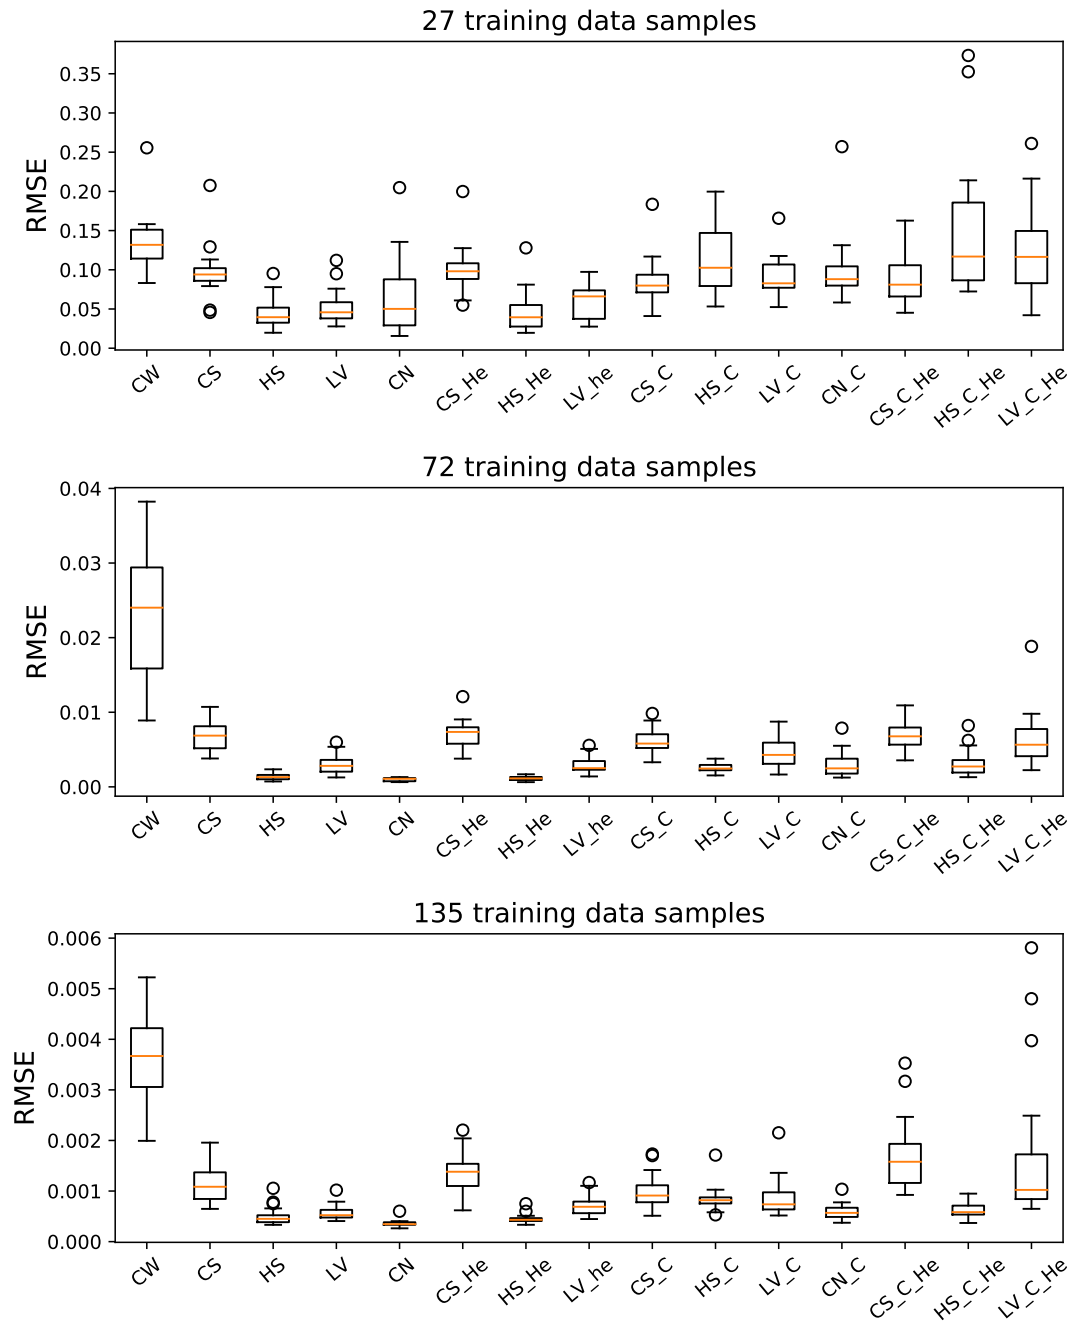 27 training data samples
RMSE
0.35
0.30
0.25
0.20
0.15
0.10
0.05
0.00
CW CS HS LV CN CS_He HS_He LV_he CS_C HS_C LV_C CN_C CS_C_He HS_C_He LV_C_He
72 training data samples
RMSE
0.04
0.03
0.02
0.01
0.00
CW CS HS LV CN CS_He HS_He LV_he CS_C HS_C LV_C CN_C CS_C_He HS_C_He LV_C_He
135 training data samples
RMSE
0.006
0.005
0.004
0.003
0.002
0.001
0.000
CW CS HS LV CN CS_He HS_He LV_he CS_C HS_C LV_C CN_C CS_C_He HS_C_He LV_C_He